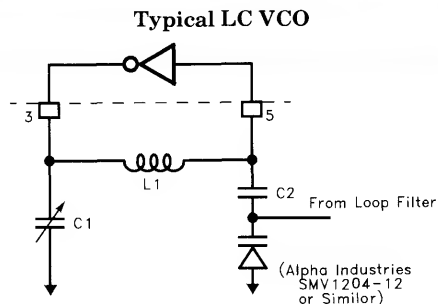 Typical LC VCO
3
5
L1
C1
C2
From Loop Filter
(Alpha Industries
SMV1204-12
or Similor)